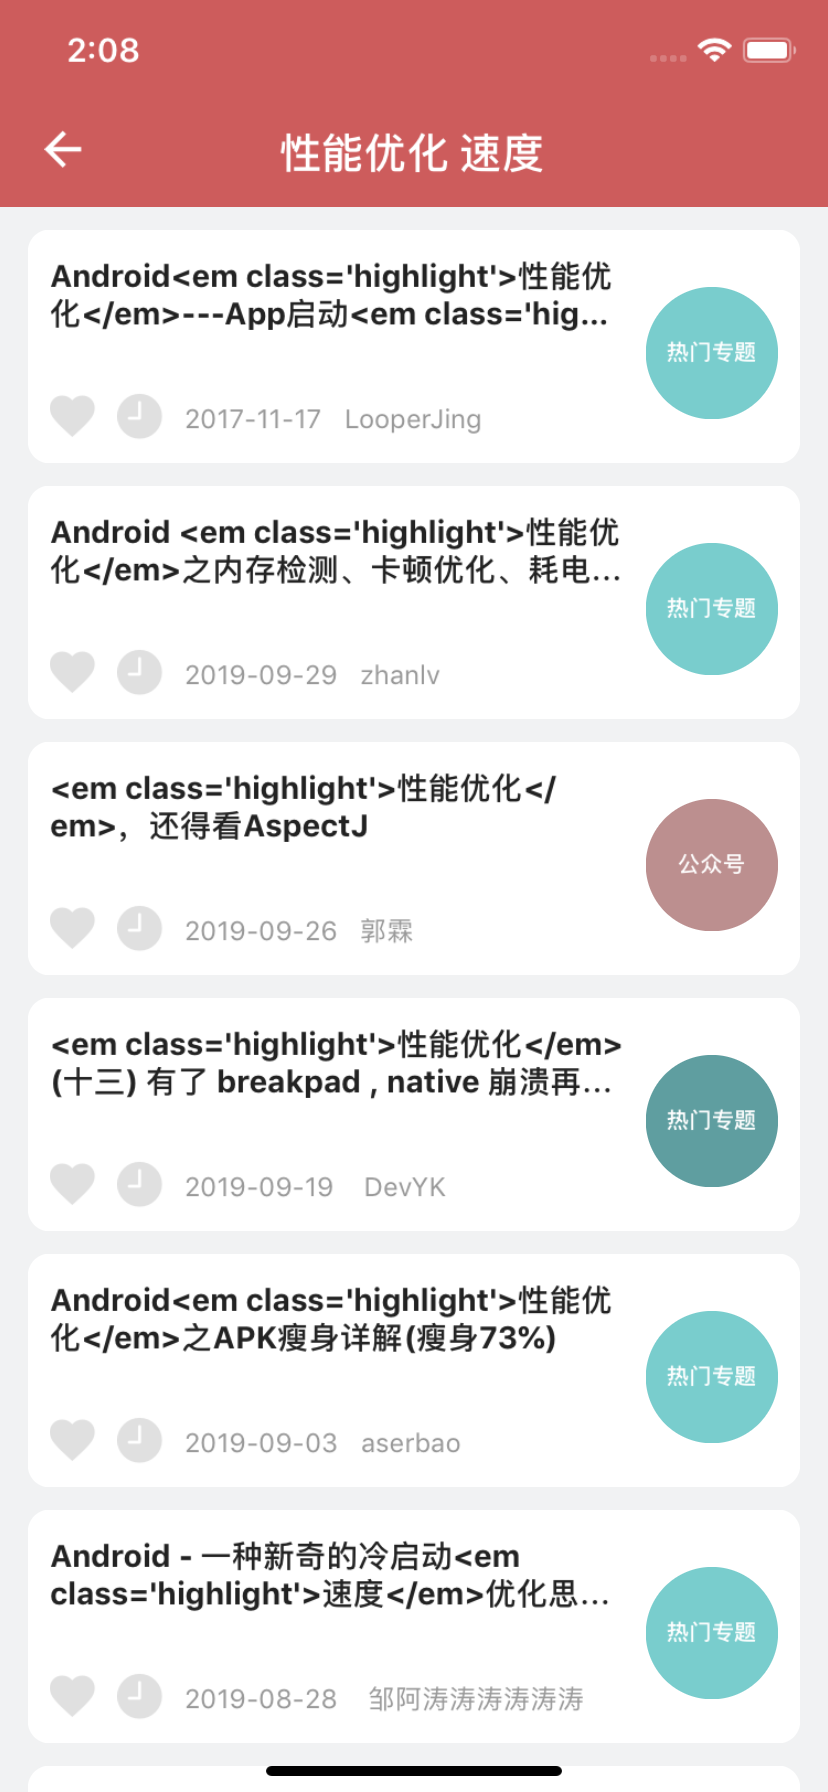 2:08
性能优化 速度
Android<em class='highlight'>性能优
化</em>---App启动<em class='hig...
热门专题
2017-11-17 LooperJing
Android <em class='highlight'>性能优
化</em>之内存检测、卡顿优化、耗电...
热门专题
2019-09-29 zhanlv
<em class='highlight'>性能优化</
em>，还得看AspectJ
公众号
2019-09-26 郭霖
<em class='highlight'>性能优化</em>
(十三) 有了 breakpad , native 崩溃再...
热门专题
2019-09-19 DevYK
Android<em class='highlight'>性能优
化</em>之APK瘦身详解(瘦身73%)
热门专题
2019-09-03 aserbao
Android - 一种新奇的冷启动<em
class='highlight'>速度</em>优化思...
热门专题
2019-08-28 邹阿涛涛涛涛涛涛